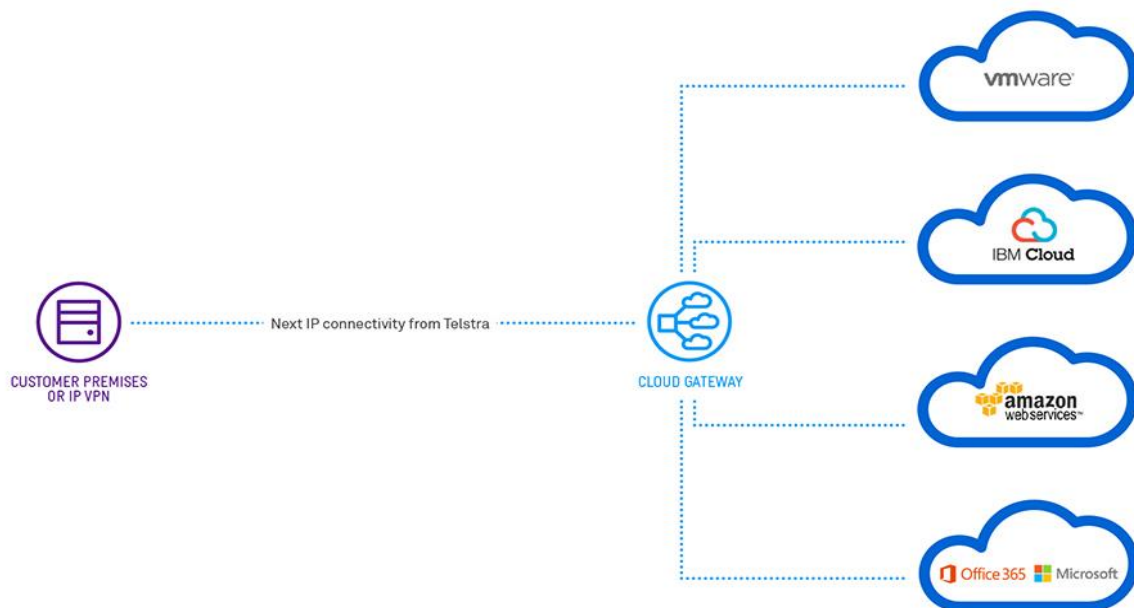 vmware
IBM Cloud
Next IP connectivity from Telstra
CUSTOMER PREMISES
OR IP VPN
CLOUD GATEWAY
amazon
webservices™
Office 365 Microsoft